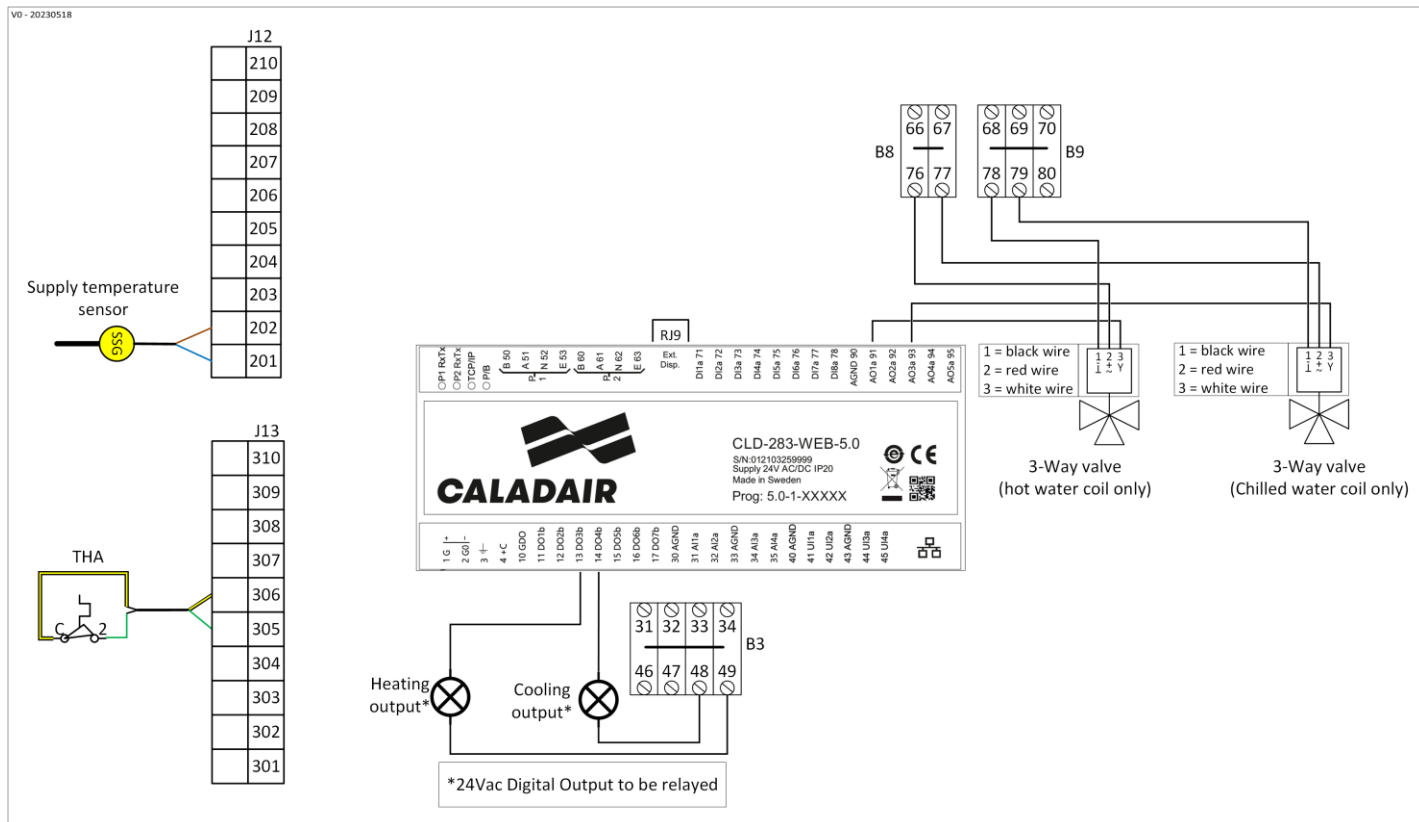 V0 - 20230518
J12
210
209
208
207
206
205
204
203
202
201
Supply temperature
sensor
SSG
J13
310
309
308
307
306
305
304
303
302
301
THA
C 2
66 67
76 77
B8
68 69 70
78 79 80
B9
RJ9
P1 RxTx
P2 RxTx
TCP/IP
P/B
B 50
A 51
N 52
E 53
P 1
B 60
A 61
N 62
E 63
P 2
Ext.
Disp.
DI1a 71
DI2a 72
DI3a 73
DI4a 74
DI5a 75
DI6a 76
DI7a 77
DI8a 78
AGND 90
AO1a 91
AO2a 92
AO3a 93
AO4a 94
AO5a 95
CALADAIR
CLD-283-WEB-5.0
S/N:012103259999
Supply 24V AC/DC IP20
Made in Sweden
Prog: 5.0-1-XXXXX
CE
1 G +
2 G0 -
3
4 +C
10 GDO
11 DO1b
12 DO2b
13 DO3b
14 DO4b
15 DO5b
16 DO6b
17 DO7b
30 AGND
31 AI1a
32 AI2a
33 AGND
34 AI3a
35 AI4a
40 AGND
41 UI1a
42 UI2a
43 AGND
44 UI3a
45 UI4a
1 = black wire
2 = red wire
3 = white wire
1 2 3
+
~ Y
3-Way valve
(hot water coil only)
1 = black wire
2 = red wire
3 = white wire
1 2 3
+
~ Y
3-Way valve
(Chilled water coil only)
31 32 33 34
46 47 48 49
B3
Heating
output*
Cooling
output*
*24Vac Digital Output to be relayed